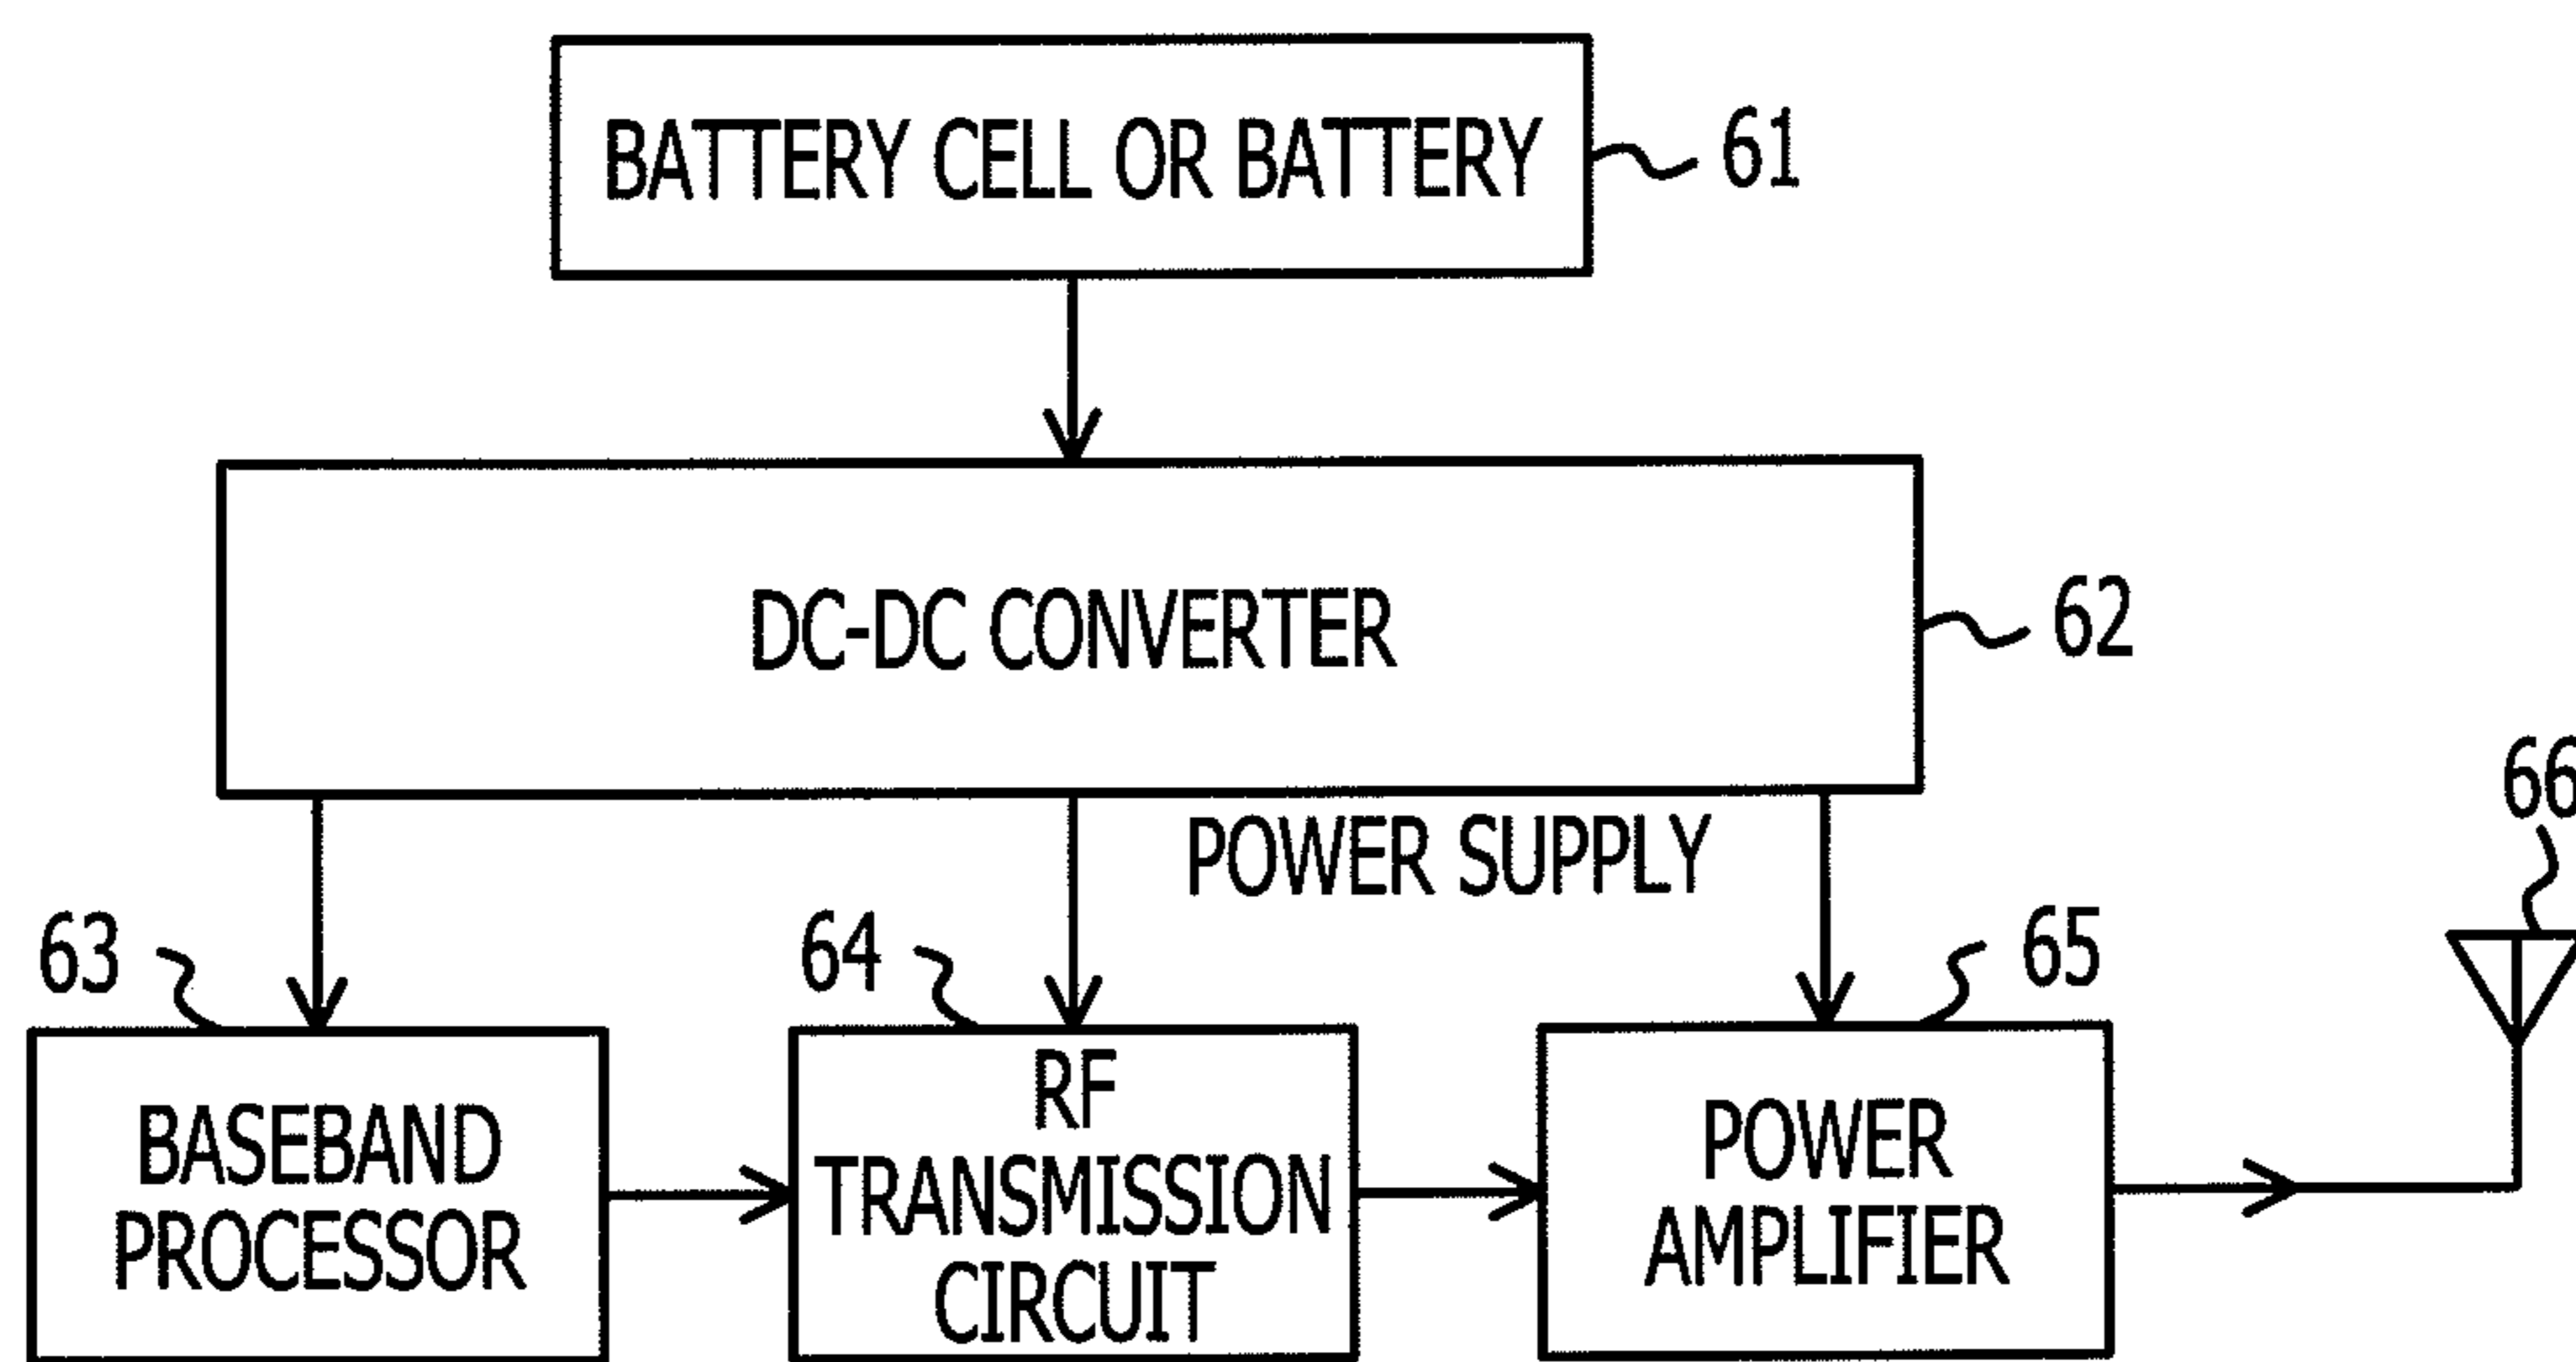 BATTERY CELL OR BATTERY
61
DC-DC CONVERTER
62
POWER SUPPLY
66
63
64
65
BASEBAND
PROCESSOR
RF
TRANSMISSION
CIRCUIT
POWER
AMPLIFIER